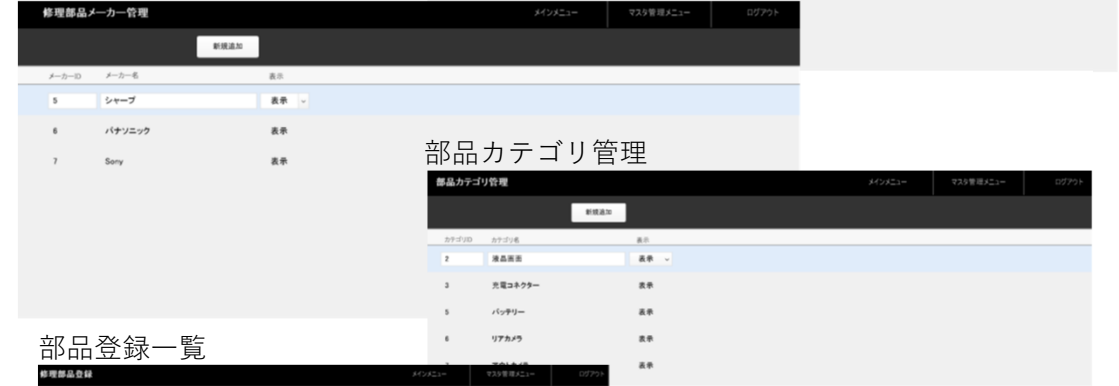 修理部品メーカー管理 メインメニュー マスタ管理メニュー ログアウト
新規追加
メーカーID メーカー名 表示
5 シャープ 表示
6 パナソニック 表示
7 Sony 表示
部品カテゴリ管理
部品カテゴリ管理 メインメニュー マスタ管理メニュー ログアウト
新規追加
カテゴリID カテゴリ名 表示
2 液晶画面 表示
3 充電コネクター 表示
5 バッテリー 表示
6 リアカメラ 表示
表示
部品登録一覧
修理部品登録 メインメニュー マスタ管理メニュー ログアウト